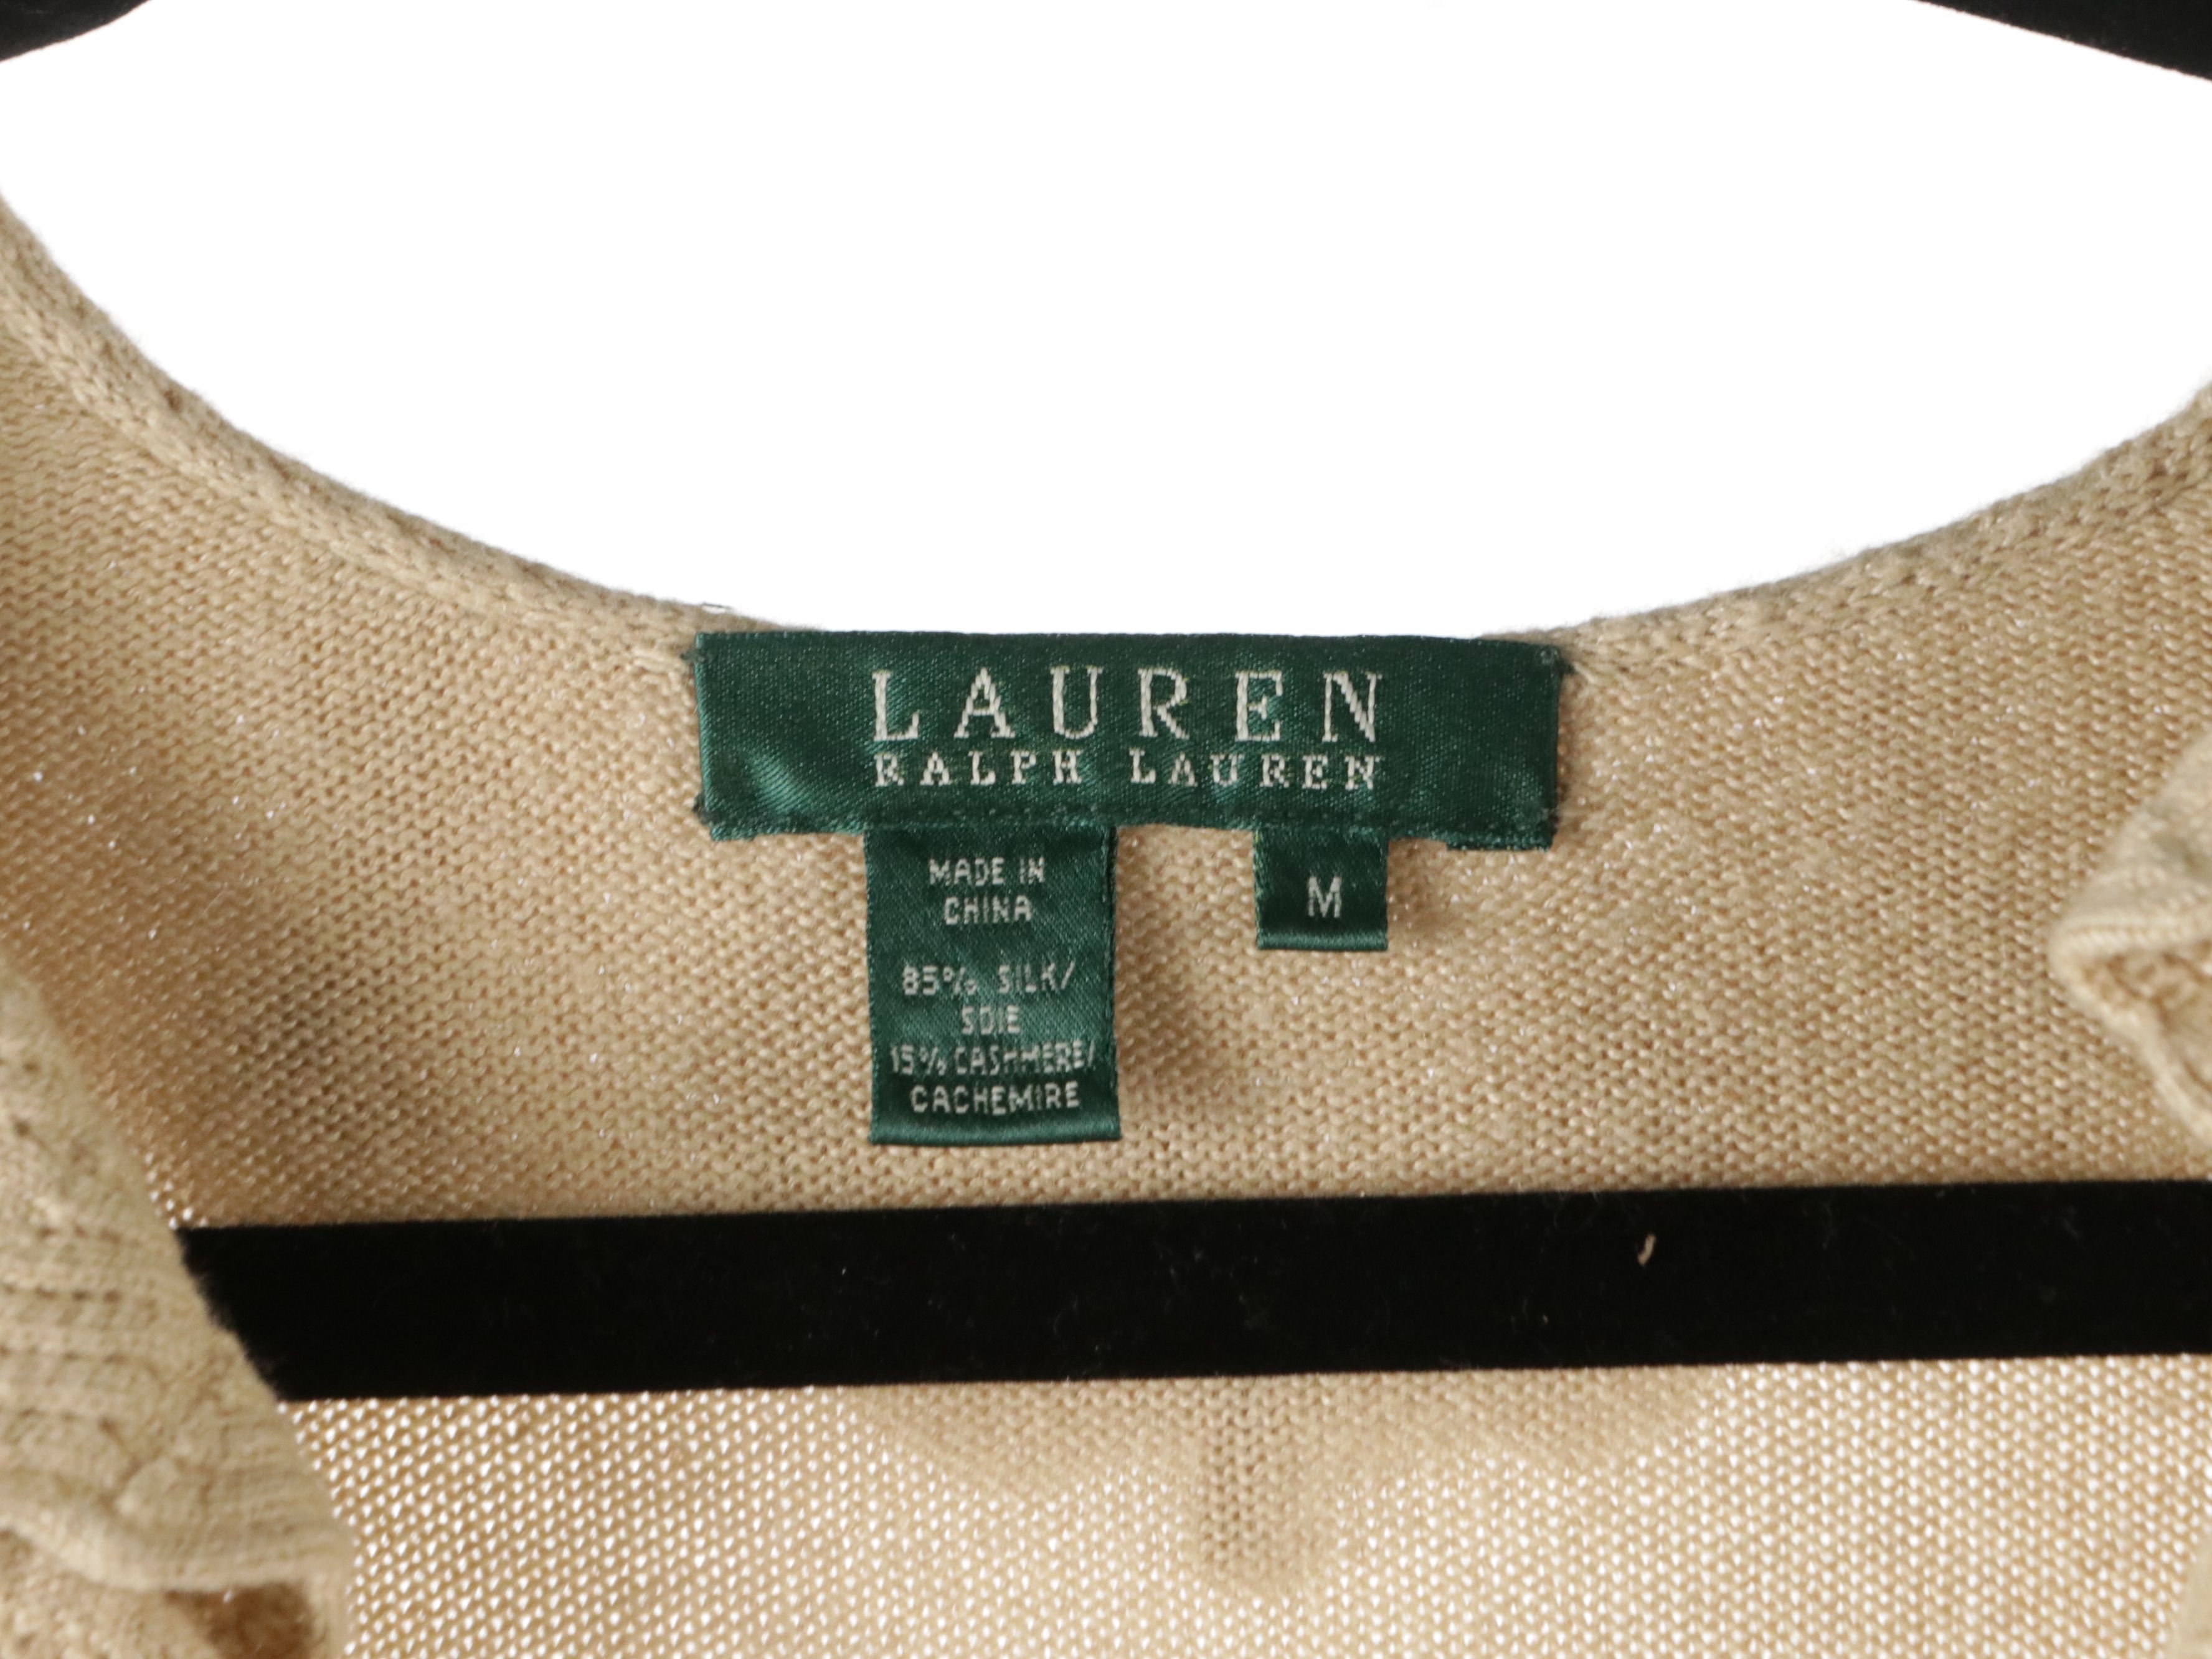 LAUREN
RALPH LAUREN
MADE IN
CHINA
85% SILK/
SOIE
15% CASHMERE/
CACHEMIRE
M